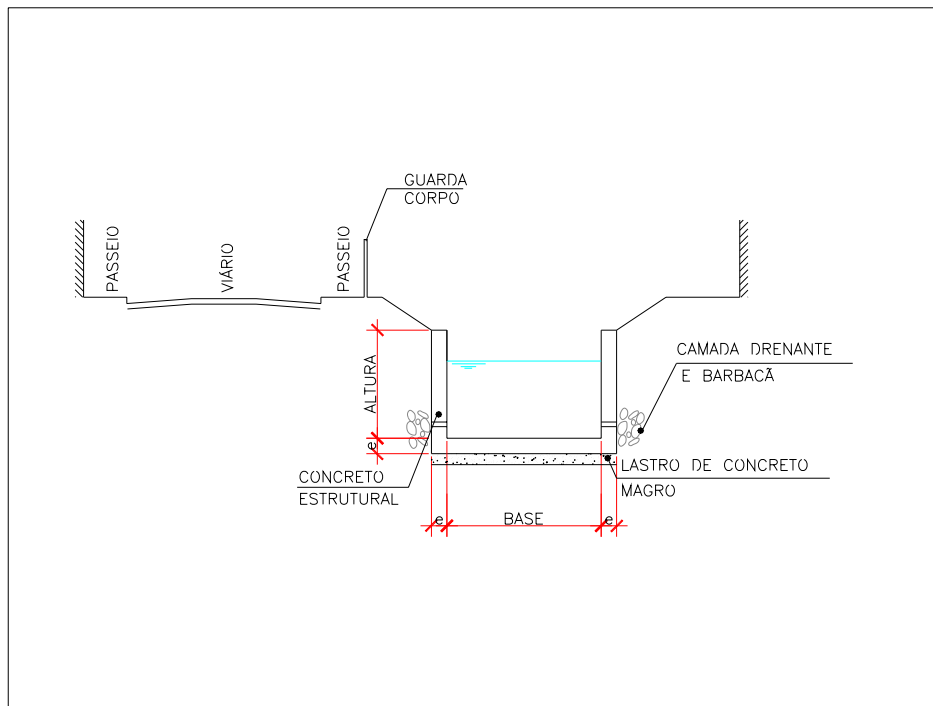 GUARDA
CORPO
PASSEIO
VIÁRIO
PASSEIO
CAMADA DRENANTE
E BARBACÃ
ALTURA
e
CONCRETO
ESTRUTURAL
LASTRO DE CONCRETO
MAGRO
e
BASE
e